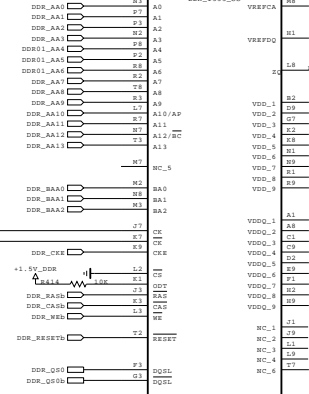 DDR_AA0 N3 A0
DDR_AA1 P7 A1
DDR_AA2 P3 A2
DDR_AA3 N2 A3
DDR01_AA4 P8 A4
DDR01_AA5 P2 A5
DDR01_AA6 R8 A6
DDR_AA7 R2 A7
DDR_AA8 T8 A8
DDR_AA9 R3 A9
DDR_AA10 L7 A10/AP
DDR_AA11 R7 A11
DDR_AA12 N7 A12/BC
DDR_AA13 T3 A13
M7 NC_5
DDR_BAA0 M2 BA0
DDR_BAA1 N8 BA1
DDR_BAA2 M3 BA2
J7 CK
K7 CK
DDR_CKE K9 CKE
+1.5V_DDR L2 CS
R414 10K K1 ODT
DDR_RASb J3 RAS
DDR_CASb K3 CAS
DDR_WEb L3 WE
DDR_RESETb T2 RESET
DDR_QS0 F3 DQSL
DDR_QS0b G3 DQSL
VREFCA M8
VREFDQ H1
ZQ L8
VDD_1 B2
VDD_2 D9
VDD_3 G7
VDD_4 K2
VDD_5 K8
VDD_6 N1
VDD_7 N9
VDD_8 R1
VDD_9 R9
VDDQ_1 A1
VDDQ_2 A8
VDDQ_3 C1
VDDQ_4 C9
VDDQ_5 D2
VDDQ_6 E9
VDDQ_7 F1
VDDQ_8 H2
VDDQ_9 H9
NC_1 J1
NC_2 J9
NC_3 L1
NC_4 L9
NC_6 T7